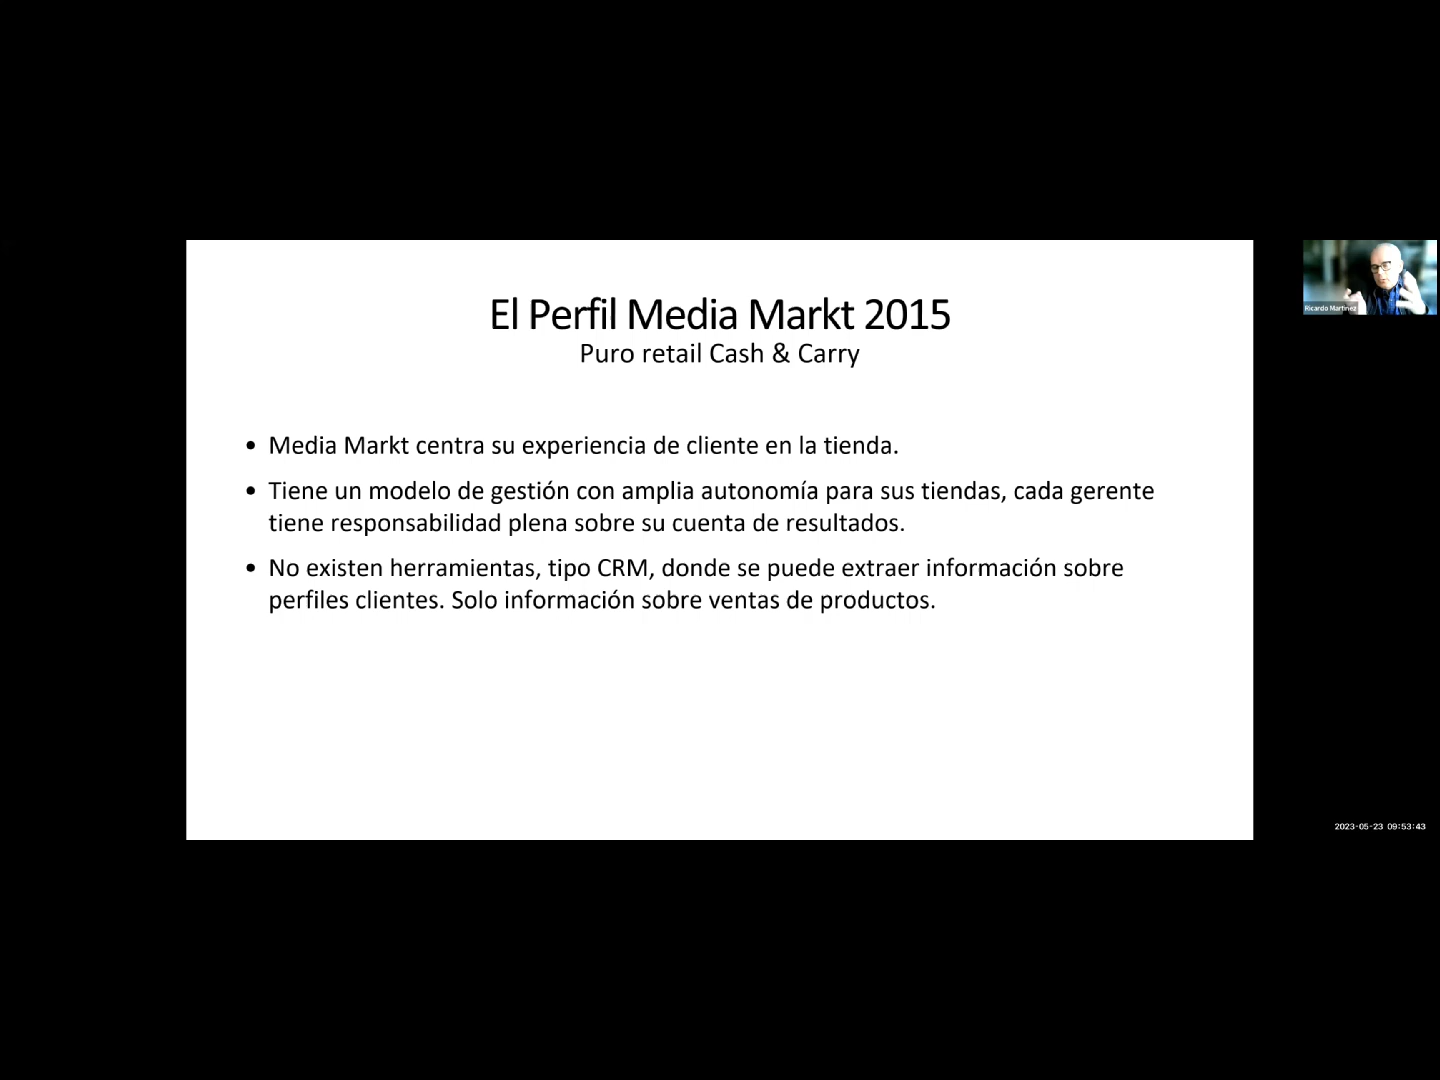 El Perfil Media Markt 2015
Puro retail Cash & Carry
• Media Markt centra su experiencia de cliente en la tienda.
• Tiene un modelo de gestión con amplia autonomía para sus tiendas, cada gerente
tiene responsabilidad plena sobre su cuenta de resultados.
• No existen herramientas, tipo CRM, donde se puede extraer información sobre
perfiles clientes. Solo información sobre ventas de productos.
Ricardo Martinez
2023-05-23 09:53:43